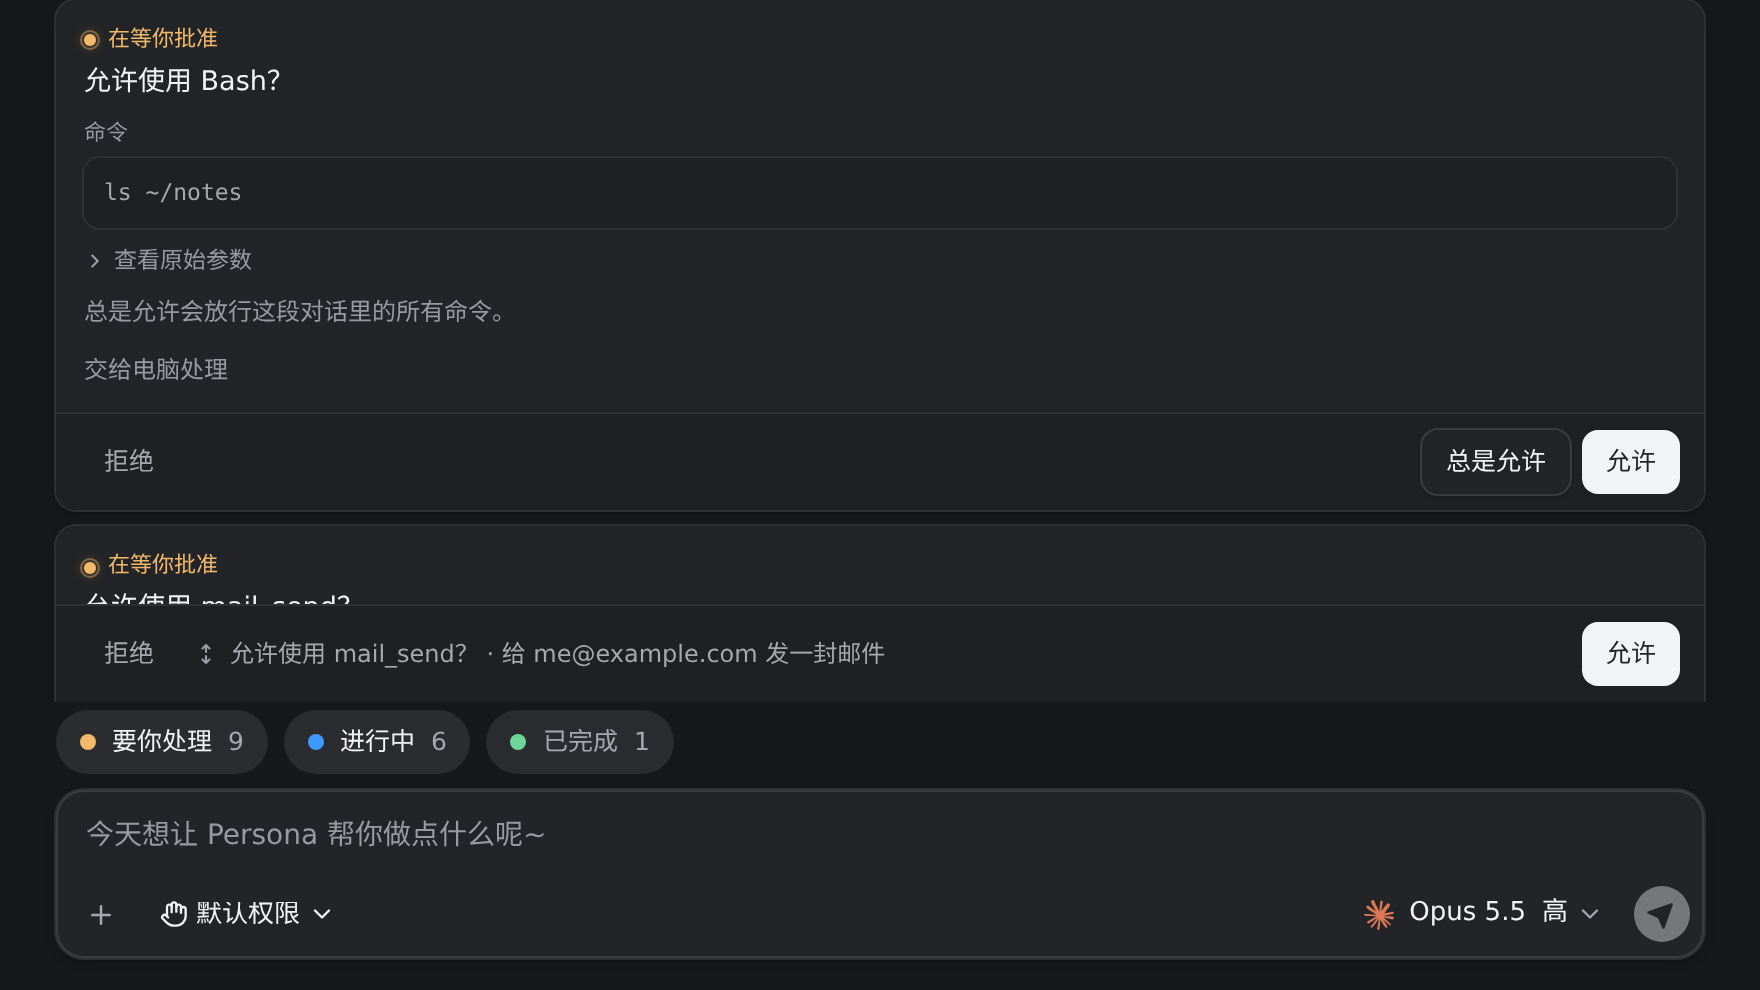 在等你批准
允许使用 Bash？
命令
ls ~/notes
查看原始参数
总是允许会放行这段对话里的所有命令。
交给电脑处理
拒绝 总是允许 允许
在等你批准
允许使用 mail_send？
拒绝 允许使用 mail_send？ · 给 me@example.com 发一封邮件 允许
要你处理 9 进行中 6 已完成 1
今天想让 Persona 帮你做点什么呢~
默认权限 Opus 5.5 高